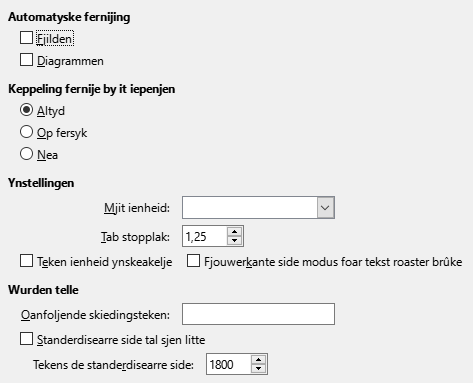 Automatyske fernijing
Fjilden
Diagrammen
Keppeling fernije by it iepenjen
Altyd
Op fersyk
Nea
Ynstellingen
Mjit ienheid:
Tab stopplak: 1,25
Teken ienheid ynskeakelje Fjouwerkante side modus foar tekst roaster brûke
Wurden telle
Oanfoljende skiedingsteken:
Standerdisearre side tal sjen litte
Tekens de standerdisearre side: 1800